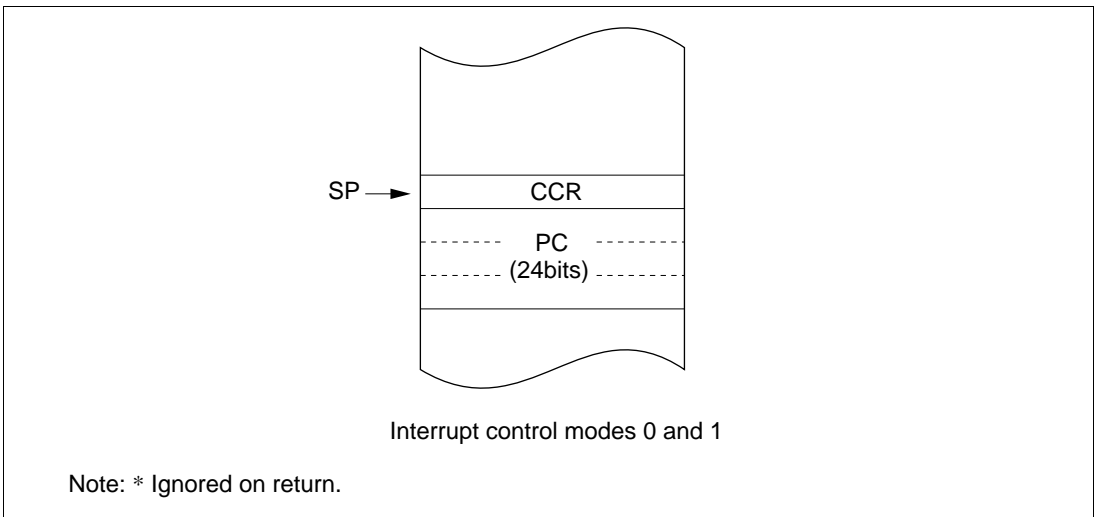 SP
CCR
PC
(24bits)
Interrupt control modes 0 and 1
Note: * Ignored on return.